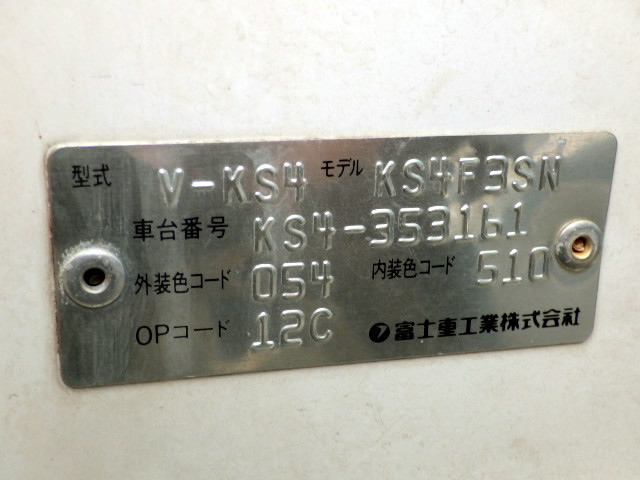 型式 V-KS4 モデル KS4F3SN
車台番号 KS4-353161
外装色コード 054 内装色コード 510
OPコード 12C 富士重工業株式会社